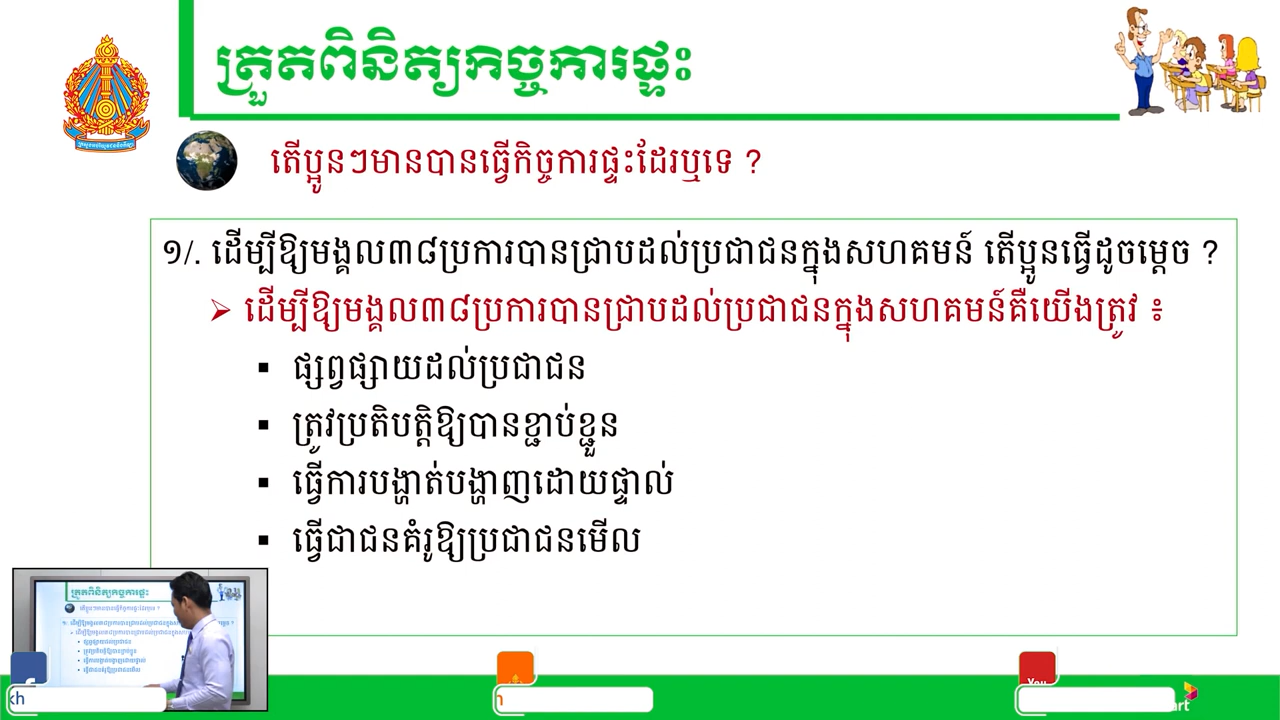 ត្រួតពិនិត្យកិច្ចការផ្ទះ
តើប្អូនៗមានបានធ្វើកិច្ចការផ្ទះដែរឬទេ ?
១/. ដើម្បីឱ្យមង្គល៣៨ប្រការបានជ្រាបដល់ប្រជាជនក្នុងសហគមន៍ តើប្អូនធ្វើដូចម្តេច ?
➢ ដើម្បីឱ្យមង្គល៣៨ប្រការបានជ្រាបដល់ប្រជាជនក្នុងសហគមន៍គឺយើងត្រូវ ៖
▪ ផ្សព្វផ្សាយដល់ប្រជាជន
▪ ត្រូវប្រតិបត្តិឱ្យបានខ្ជាប់ខ្ជួន
▪ ធ្វើការបង្ហាត់បង្ហាញដោយផ្ទាល់
▪ ធ្វើជាជនគំរូឱ្យប្រជាជនមើល
kh
You
art